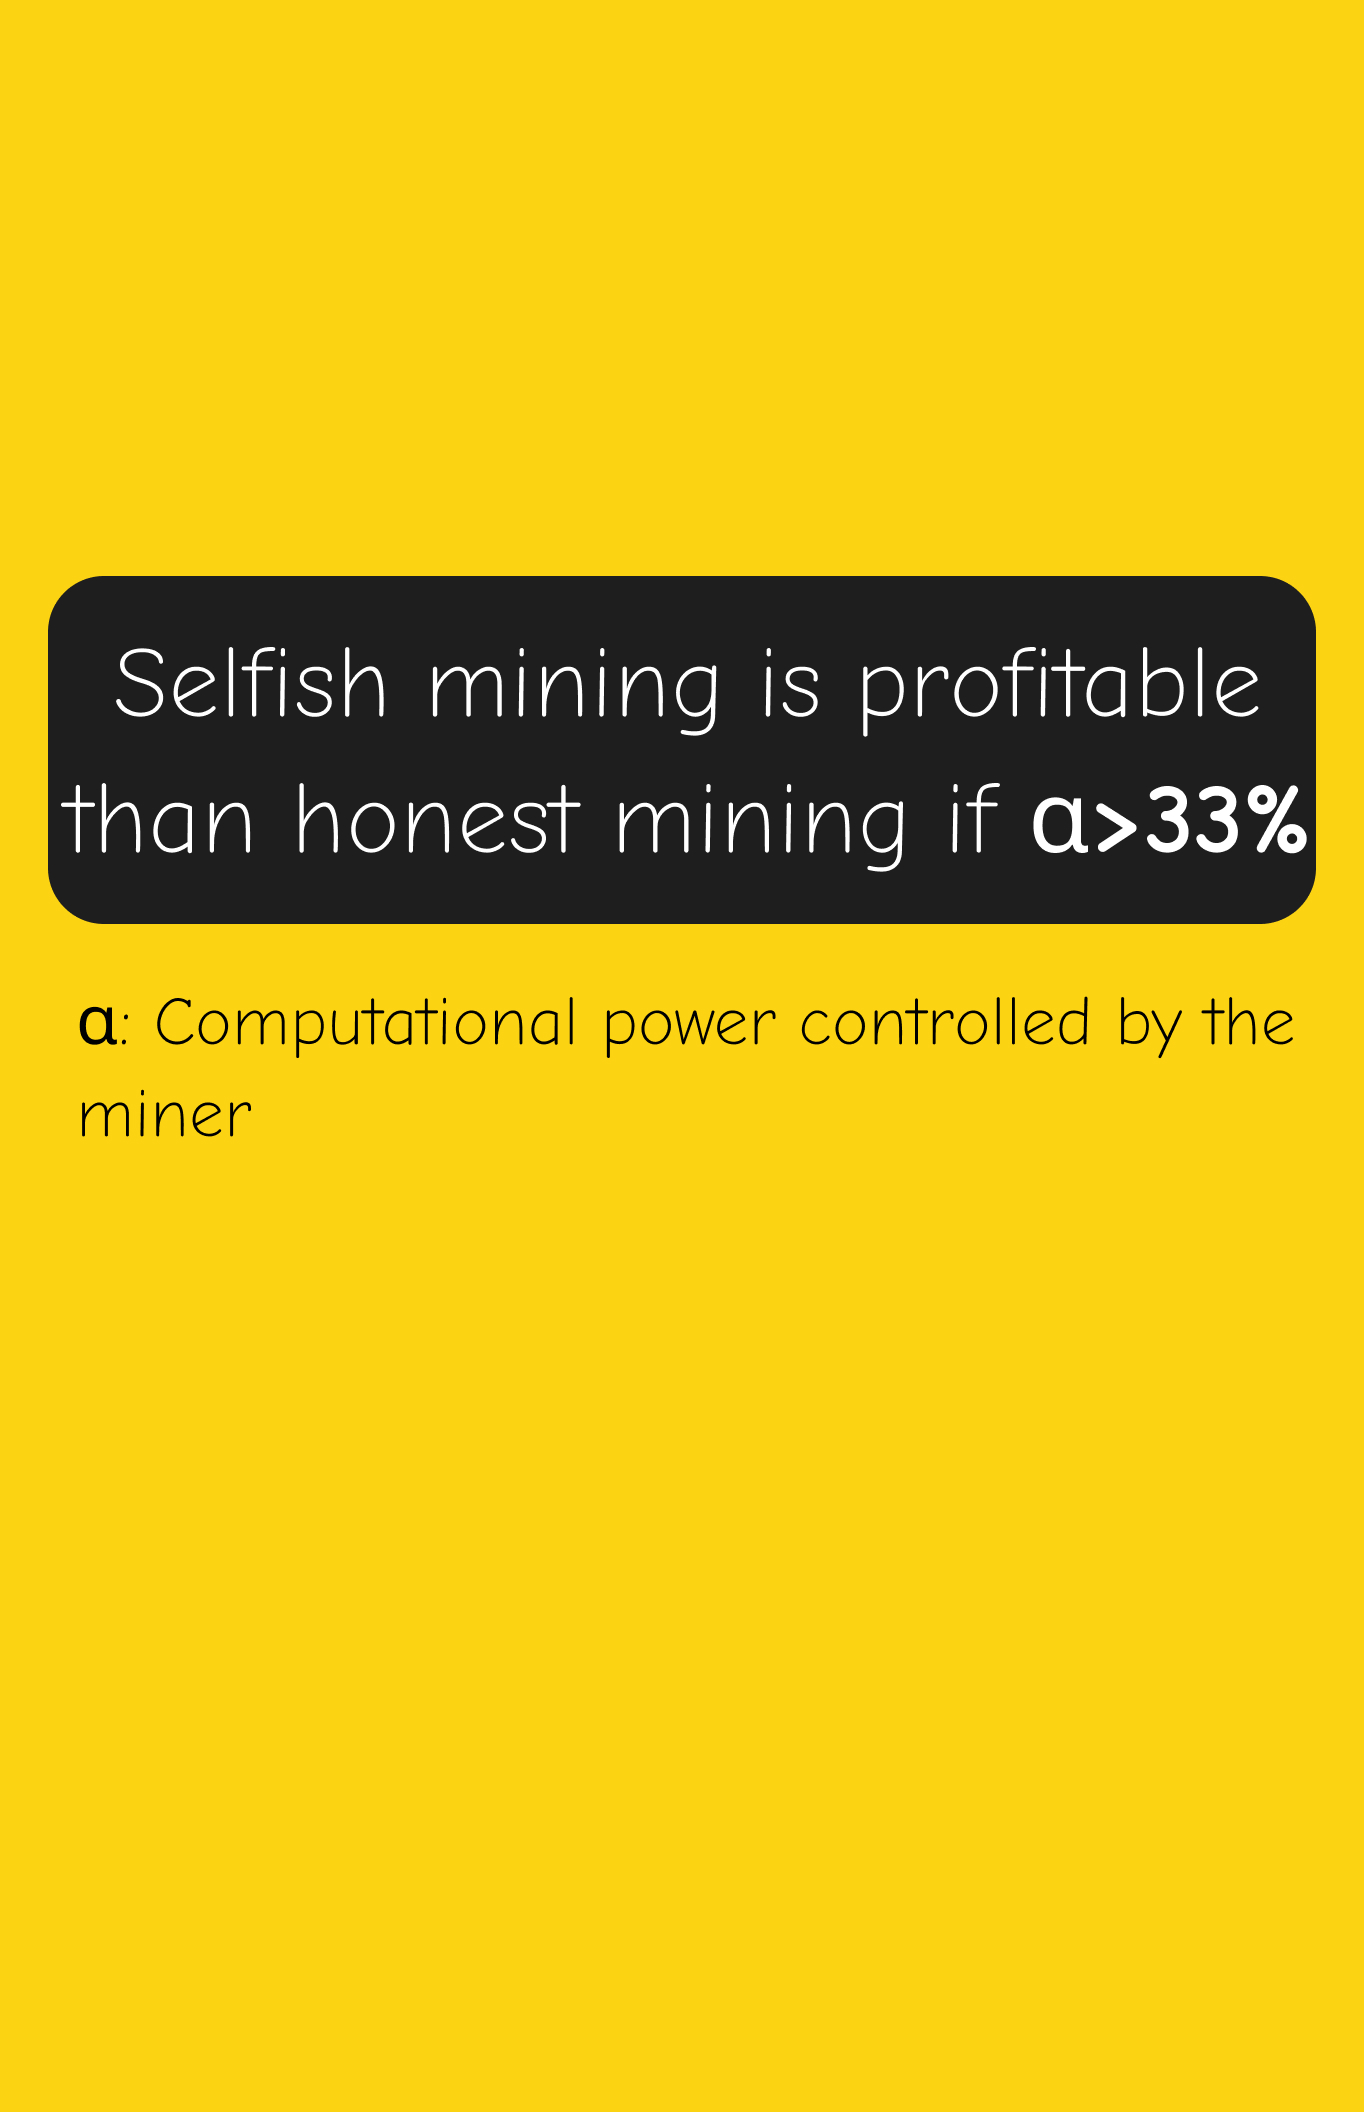 Selfish mining is profitable
than honest mining if α>33%
α: Computational power controlled by the
miner